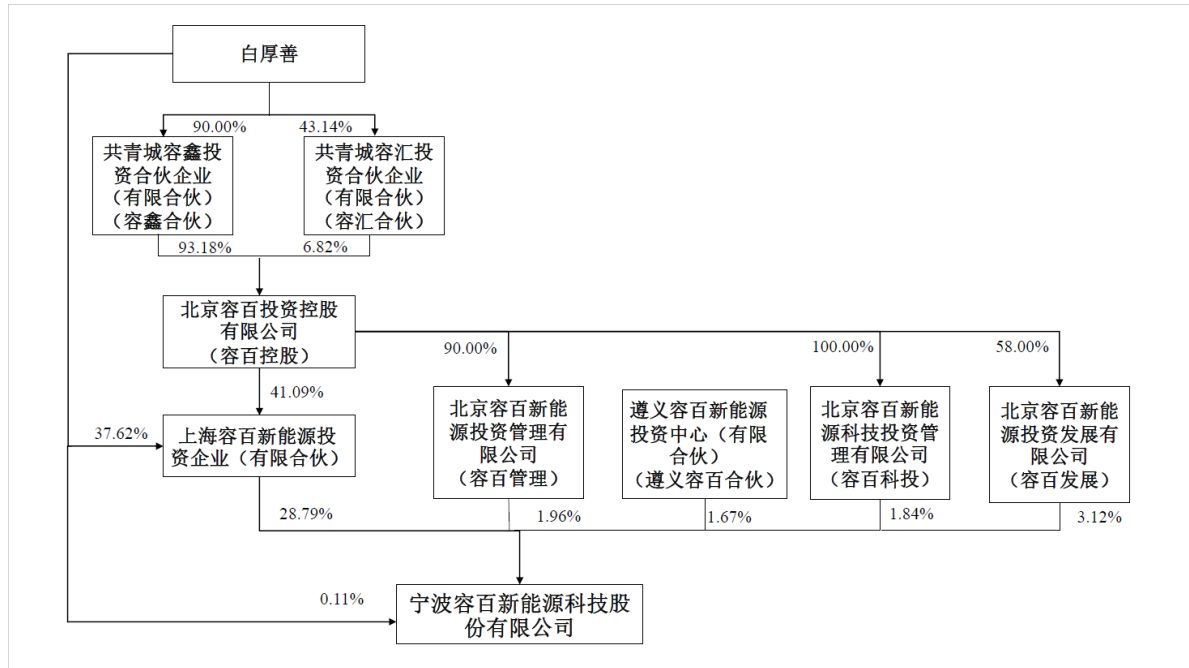 白厚善
90.00%
43.14%
共青城容鑫投
资合伙企业
（有限合伙）
（容鑫合伙）
共青城容汇投
资合伙企业
（有限合伙）
（容汇合伙）
93.18%
6.82%
北京容百投资控股
有限公司
（容百控股）
90.00%
100.00%
58.00%
41.09%
37.62%
上海容百新能源投
资企业（有限合伙）
北京容百新能
源投资管理有
限公司
（容百管理）
遵义容百新能源
投资中心（有限
合伙）
（遵义容百合伙）
北京容百新能
源科技投资管
理有限公司
（容百科投）
北京容百新能
源投资发展有
限公司
（容百发展）
28.79%
1.96%
1.67%
1.84%
3.12%
0.11%
宁波容百新能源科技股
份有限公司